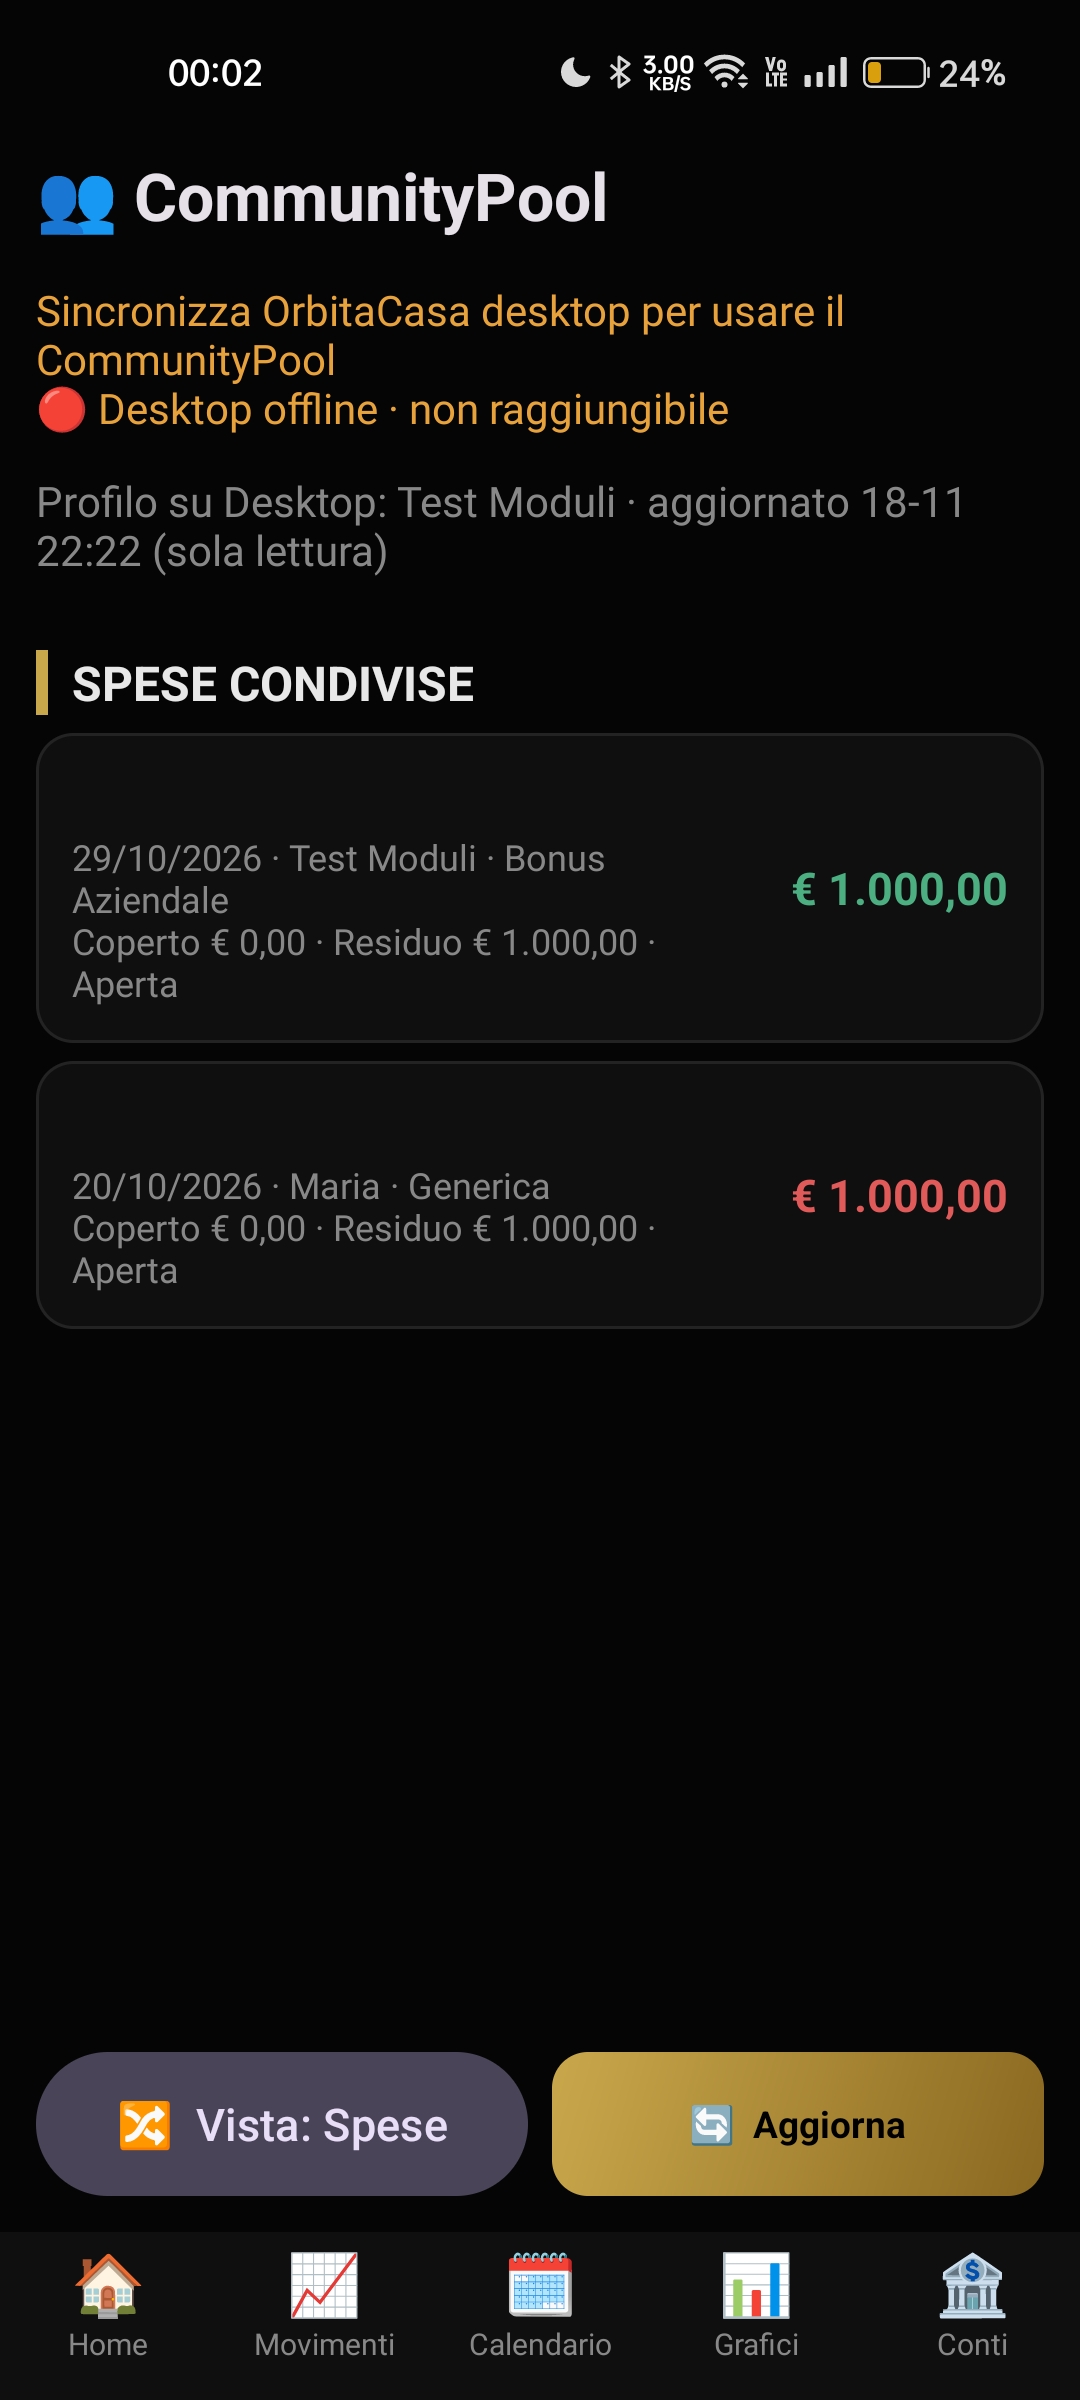 00:02
3.00
KB/S
Vo
LTE
24%
CommunityPool
Sincronizza OrbitaCasa desktop per usare il
CommunityPool
Desktop offline · non raggiungibile
Profilo su Desktop: Test Moduli · aggiornato 18-11
22:22 (sola lettura)
SPESE CONDIVISE
29/10/2026 · Test Moduli · Bonus
Aziendale
Coperto € 0,00 · Residuo € 1.000,00 ·
Aperta
€ 1.000,00
20/10/2026 · Maria · Generica
Coperto € 0,00 · Residuo € 1.000,00 ·
Aperta
€ 1.000,00
Vista: Spese
Aggiorna
Home
Movimenti
Calendario
Grafici
Conti